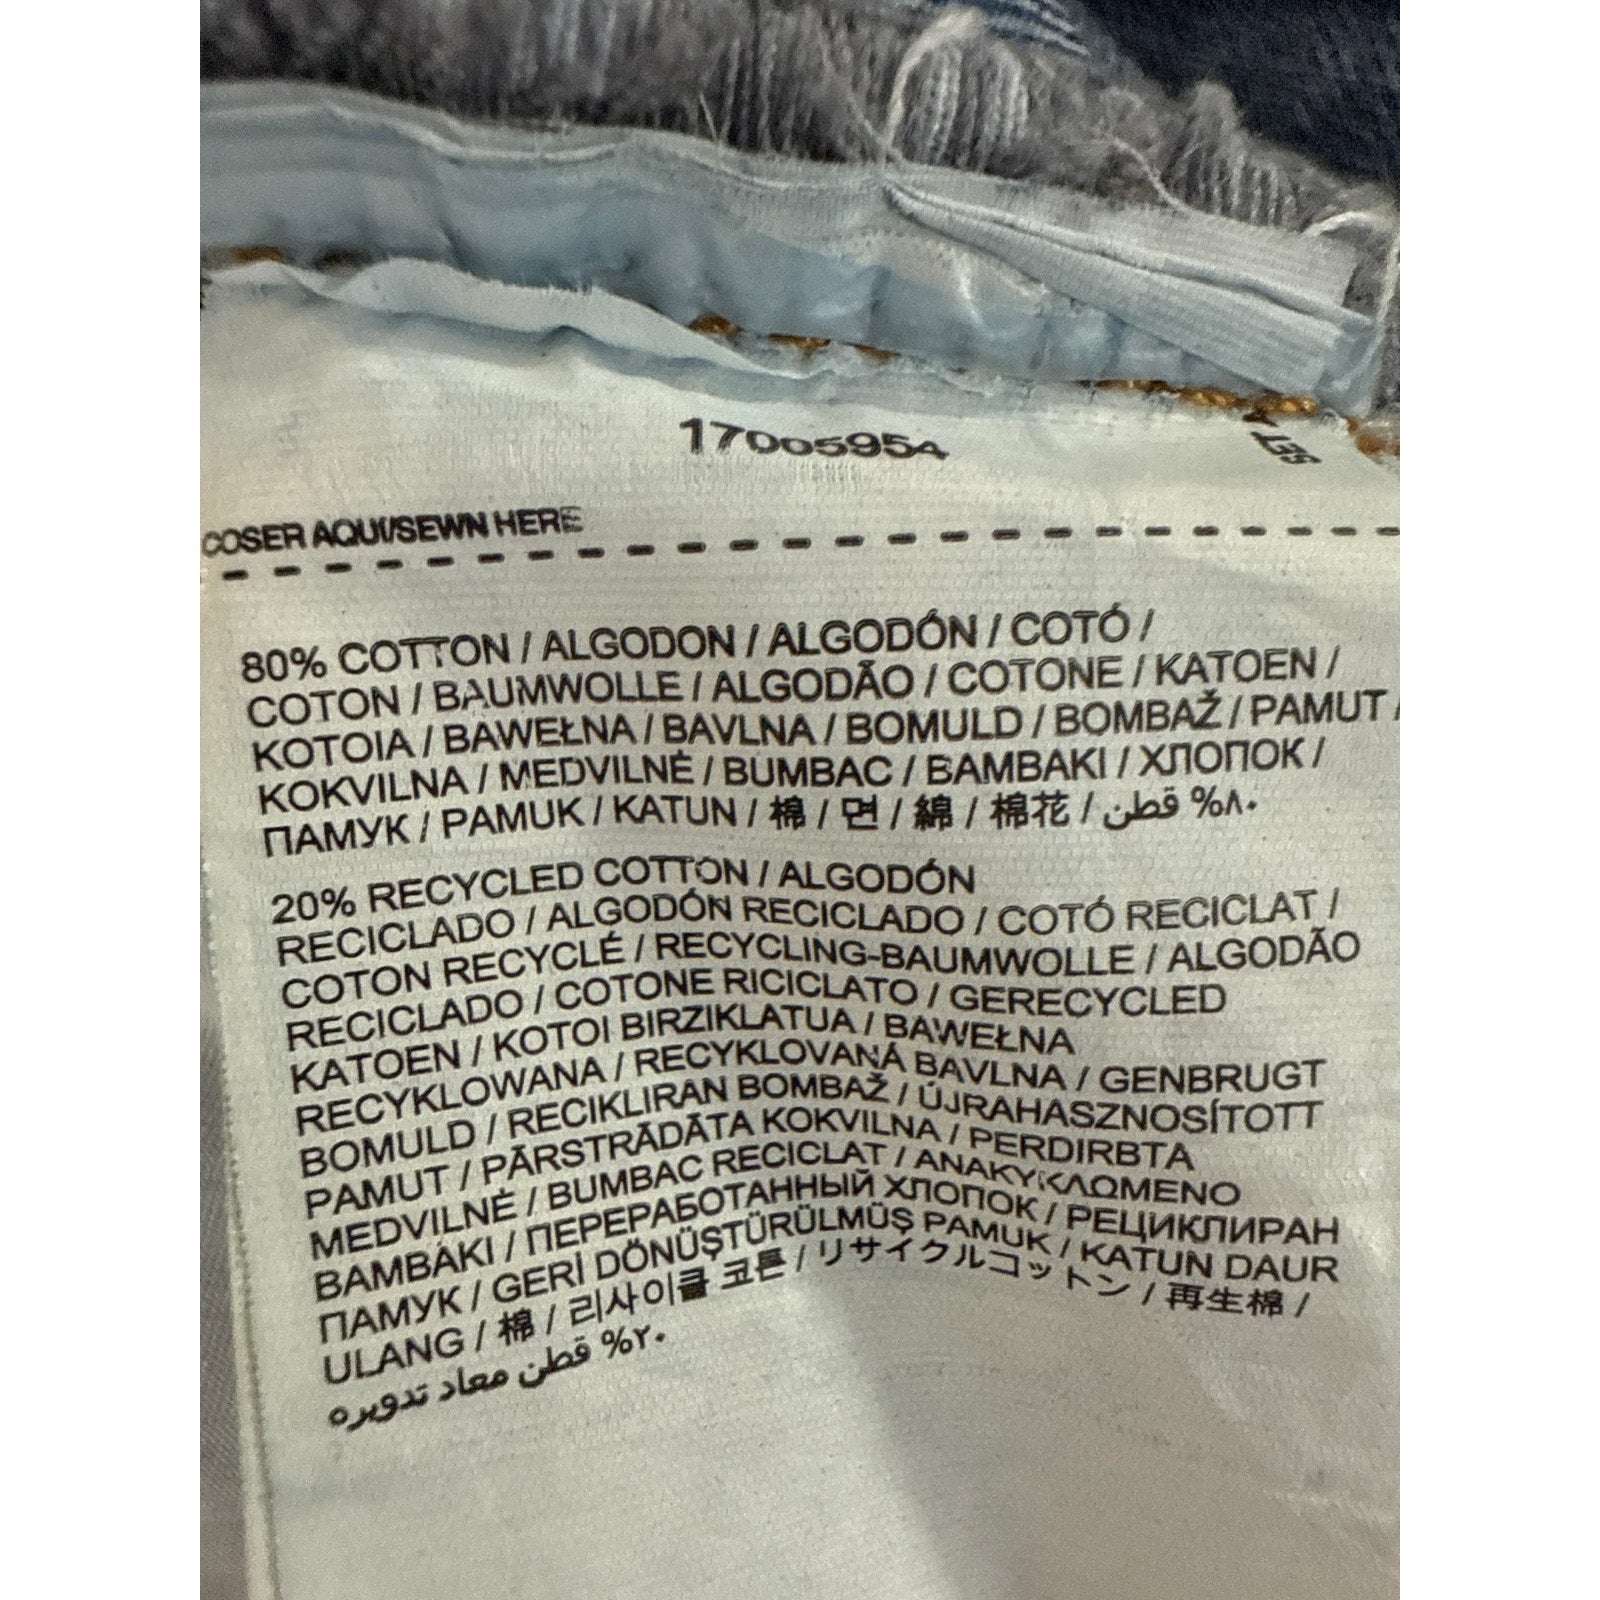 17005954
SET
COSER AQUI/SEWN HERE
80% COTTON / ALGODON / ALGODÓN / COTÓ /
COTON / BAUMWOLLE / ALGODÃO / COTONE / KATOEN /
KOTOIA / BAWEŁNA / BAVLNA / BOMULD / BOMBAŽ / PAMUT /
KOKVILNA / MEDVILNĖ / BUMBAC / BAMBAKI / ХЛОПОК /
ПАМУК / PAMUK / KATUN / 棉 / 면 / 綿 / 棉花 / ٨٠% قطن
20% RECYCLED COTTON / ALGODÓN
RECICLADO / ALGODÓN RECICLADO / COTÓ RECICLAT /
COTON RECYCLÉ / RECYCLING-BAUMWOLLE / ALGODÃO
RECICLADO / COTONE RICICLATO / GERECYCLED
KATOEN / KOTOI BIRZIKLATUA / BAWEŁNA
RECYKLOWANA / RECYKLOVANÁ BAVLNA / GENBRUGT
BOMULD / RECIKLIRAN BOMBAŽ / ÚJRAHASZNOSÍTOTT
PAMUT / PĀRSTRĀDĀTA KOKVILNA / PERDIRBTA
MEDVILNĖ / BUMBAC RECICLAT / ΑΝΑΚΥΚΛΩΜΕΝΟ
BAMBAKI / ПЕРЕРАБОТАННЫЙ ХЛОПОК / РЕЦИКЛИРАН
ПАМУК / GERİ DÖNÜŞTÜRÜLMÜŞ PAMUK / KATUN DAUR
ULANG / 棉 / 리사이클 코튼 / リサイクルコットン / 再生棉 /
٢٠% قطن معاد تدويره